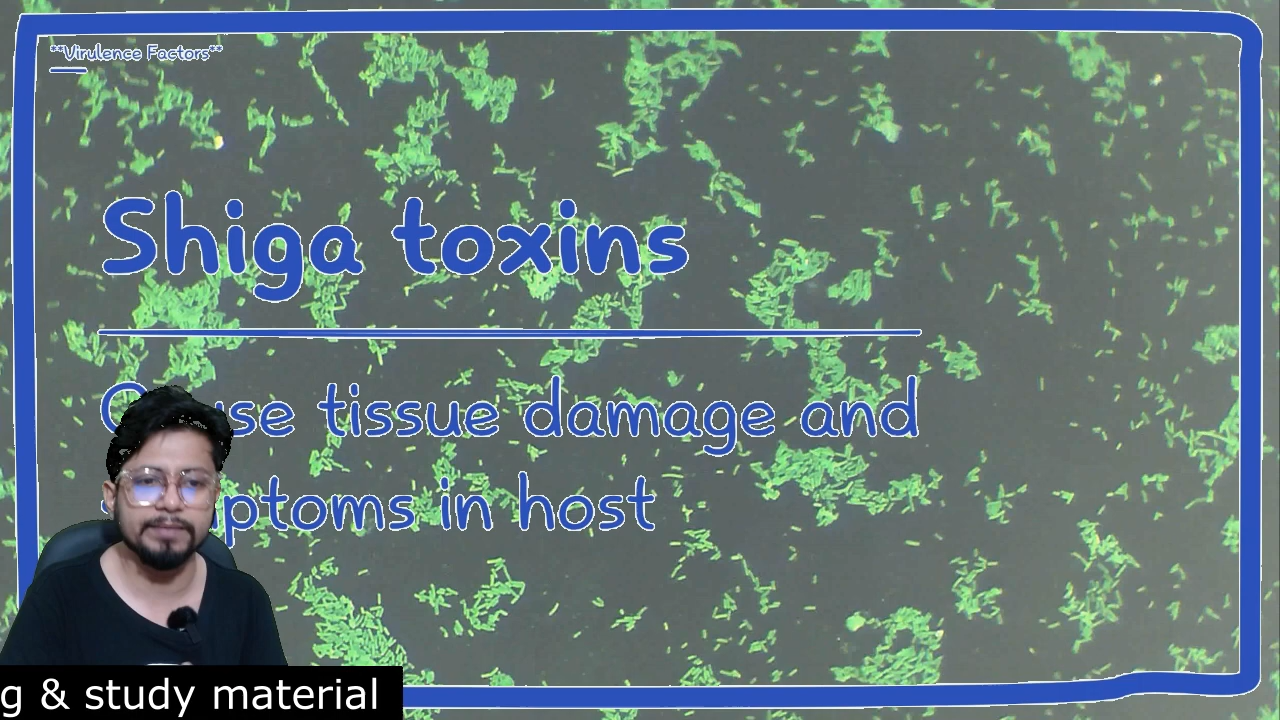 **Virulence Factors**
Shiga toxins
tissue damage and
in host
g & study material